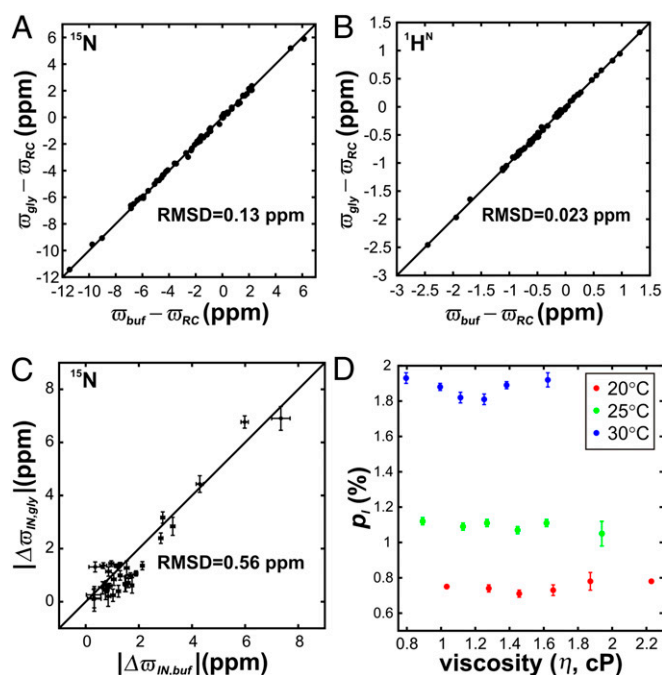 A
15N
ϖgly – ϖRC (ppm)
6
4
2
0
-2
-4
-6
-8
-10
-12
RMSD=0.13 ppm
-12 -10 -8 -6 -4 -2 0 2 4 6
ϖbuf – ϖRC (ppm)
B
1HN
ϖgly – ϖRC (ppm)
1.5
1
0.5
0
-0.5
-1
-1.5
-2
-2.5
-3
RMSD=0.023 ppm
-3 -2.5 -2 -1.5 -1 -0.5 0 0.5 1 1.5
ϖbuf – ϖRC (ppm)
C
15N
|ΔϖIN,gly|(ppm)
8
6
4
2
0
RMSD=0.56 ppm
0 2 4 6 8
|ΔϖIN,buf|(ppm)
D
pI(%)
2
1.8
1.6
1.4
1.2
1
0.8
0.6
20°C
25°C
30°C
0.8 1 1.2 1.4 1.6 1.8 2 2.2
viscosity (η, cP)